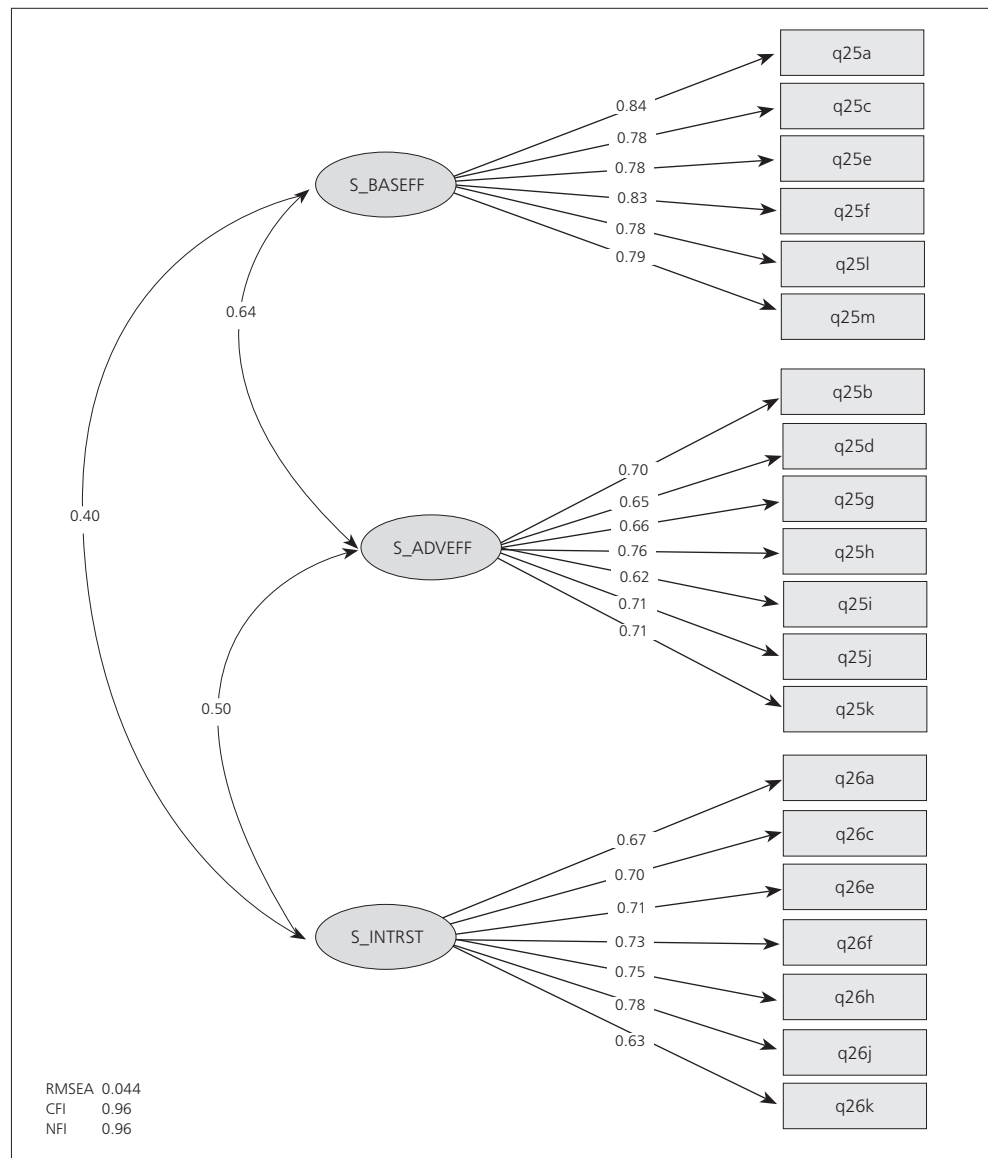 q25a
0.84
q25c
0.78
q25e
0.78
S_BASEFF
q25f
0.83
q25l
0.78
q25m
0.79
0.64
q25b
0.70
q25d
0.65
q25g
0.66
0.40
S_ADVEFF
q25h
0.76
q25i
0.62
q25j
0.71
q25k
0.71
0.50
q26a
0.67
q26c
0.70
q26e
0.71
S_INTRST
q26f
0.73
q26h
0.75
q26j
0.78
q26k
0.63
RMSEA 0.044
CFI 0.96
NFI 0.96